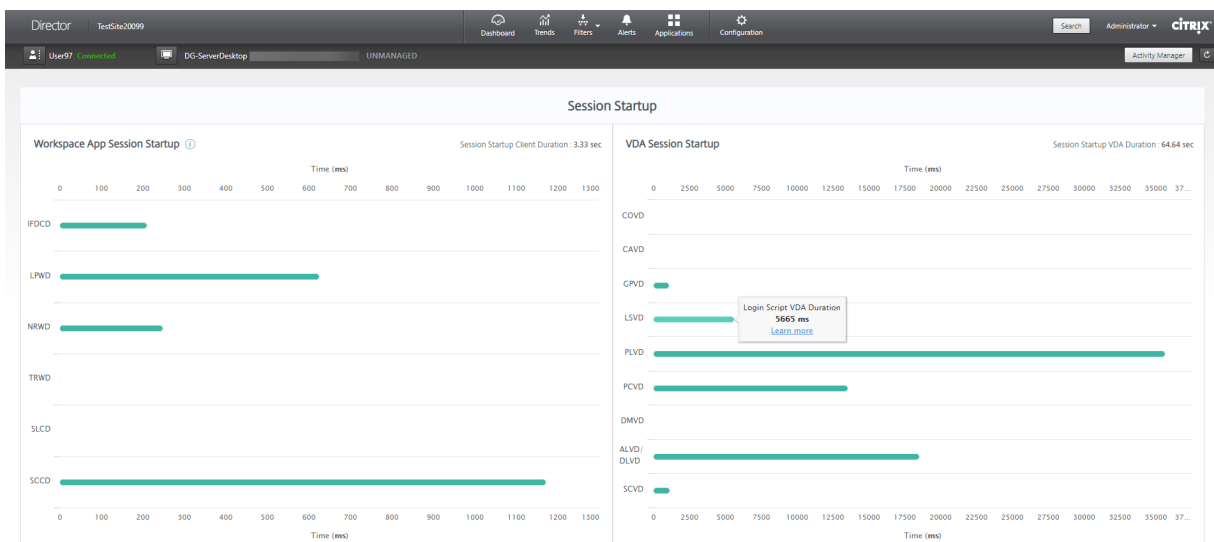 Director TestSite20099 Dashboard Trends Filters Alerts Applications Configuration Search Administrator CİTRIX
User97 Connected DG-ServerDesktop UNMANAGED Activity Manager
Session Startup
Workspace App Session Startup Session Startup Client Duration : 3.33 sec
Time (ms)
0 100 200 300 400 500 600 700 800 900 1000 1100 1200 1300
IFDCD
LPWD
NRWD
TRWD
SLCD
SCCD
0 100 200 300 400 500 600 700 800 900 1000 1100 1200 1300
Time (ms)
VDA Session Startup Session Startup VDA Duration : 64.64 sec
Time (ms)
0 2500 5000 7500 10000 12500 15000 17500 20000 22500 25000 27500 30000 32500 35000 37...
COVD
CAVD
GPVD
LSVD
Login Script VDA Duration
5665 ms
Learn more
PLVD
PCVD
DMVD
ALVD/
DLVD
SCVD
0 2500 5000 7500 10000 12500 15000 17500 20000 22500 25000 27500 30000 32500 35000 37...
Time (ms)